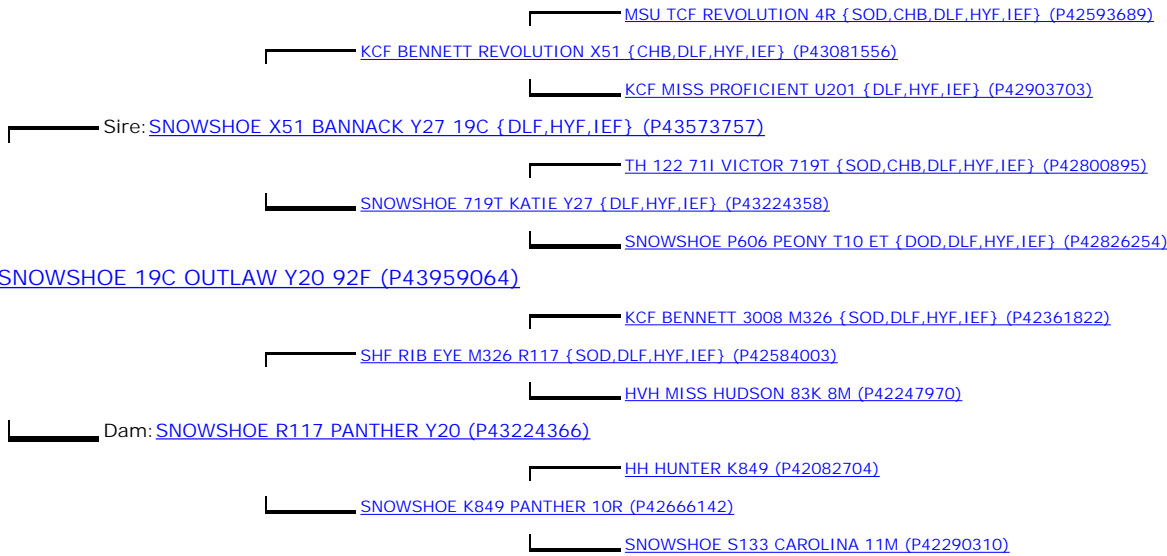 MSU TCF REVOLUTION 4R {SOD,CHB,DLF,HYF,IEF} (P42593689)
KCF BENNETT REVOLUTION X51 {CHB,DLF,HYF,IEF} (P43081556)
KCF MISS PROFICIENT U201 {DLF,HYF,IEF} (P42903703)
Sire: SNOWSHOE X51 BANNACK Y27 19C {DLF,HYF,IEF} (P43573757)
TH 122 71I VICTOR 719T {SOD,CHB,DLF,HYF,IEF} (P42800895)
SNOWSHOE 719T KATIE Y27 {DLF,HYF,IEF} (P43224358)
SNOWSHOE P606 PEONY T10 ET {DOD,DLF,HYF,IEF} (P42826254)
SNOWSHOE 19C OUTLAW Y20 92F (P43959064)
KCF BENNETT 3008 M326 {SOD,DLF,HYF,IEF} (P42361822)
SHF RIB EYE M326 R117 {SOD,DLF,HYF,IEF} (P42584003)
HVH MISS HUDSON 83K 8M (P42247970)
Dam: SNOWSHOE R117 PANTHER Y20 (P43224366)
HH HUNTER K849 (P42082704)
SNOWSHOE K849 PANTHER 10R (P42666142)
SNOWSHOE S133 CAROLINA 11M (P42290310)